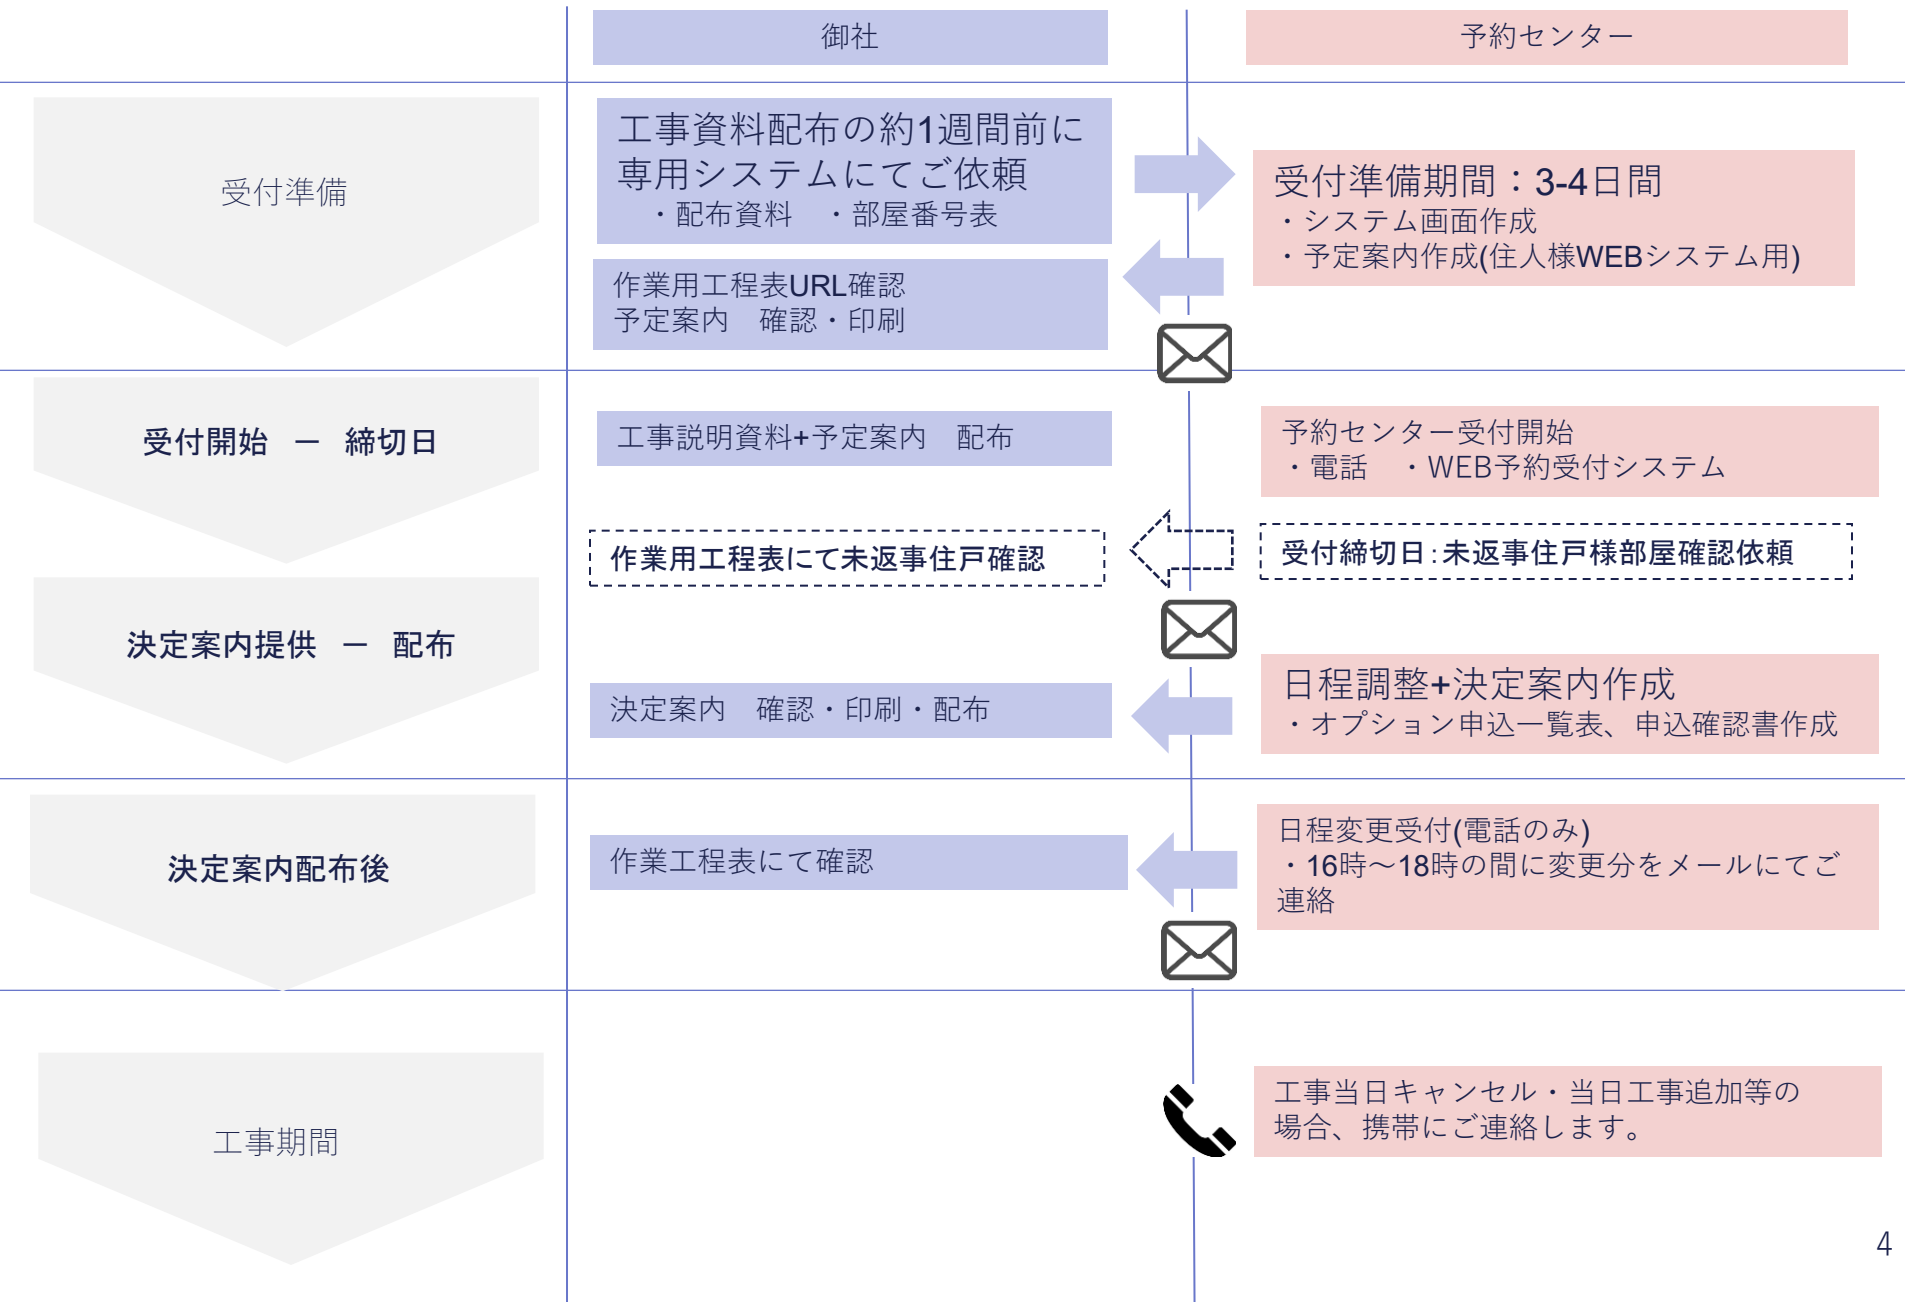 御社
予約センター
受付準備
工事資料配布の約1週間前に
専用システムにてご依頼
・配布資料　・部屋番号表
受付準備期間：3-4日間
・システム画面作成
・予定案内作成(住人様WEBシステム用)
作業用工程表URL確認
予定案内　確認・印刷
受付開始　－　締切日
工事説明資料+予定案内　配布
予約センター受付開始
・電話　・WEB予約受付システム
作業用工程表にて未返事住戸確認
受付締切日：未返事住戸様部屋確認依頼
決定案内提供　－　配布
決定案内　確認・印刷・配布
日程調整+決定案内作成
・オプション申込一覧表、申込確認書作成
決定案内配布後
作業工程表にて確認
日程変更受付(電話のみ)
・16時～18時の間に変更分をメールにてご
連絡
工事期間
工事当日キャンセル・当日工事追加等の
場合、携帯にご連絡します。
4